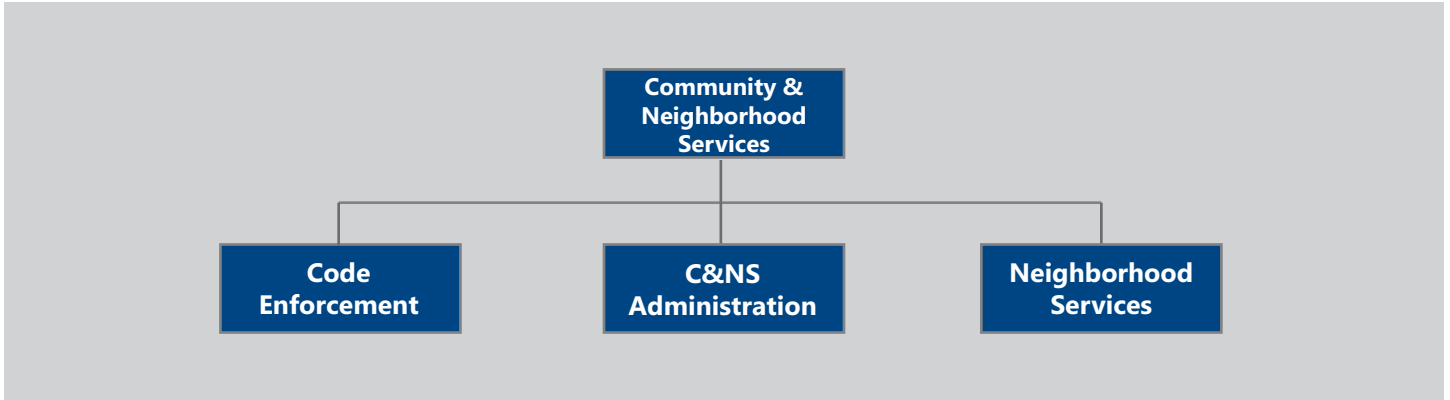 Community &
Neighborhood
Services
Code
Enforcement
C&NS
Administration
Neighborhood
Services